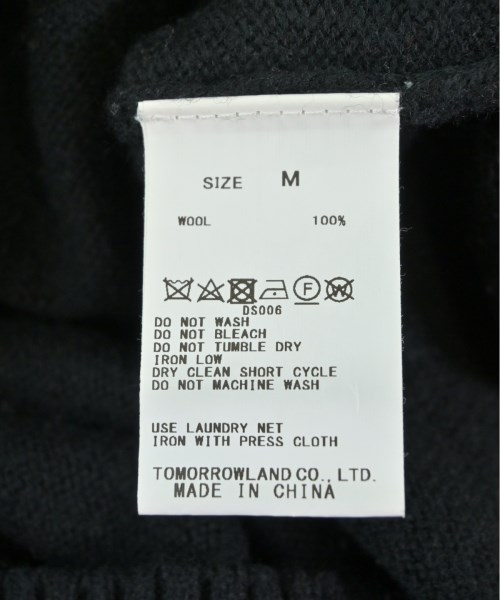 SIZE M
WOOL 100%
F W
DS006
DO NOT WASH
DO NOT BLEACH
DO NOT TUMBLE DRY
IRON LOW
DRY CLEAN SHORT CYCLE
DO NOT MACHINE WASH
USE LAUNDRY NET
IRON WITH PRESS CLOTH
TOMORROWLAND CO., LTD.
MADE IN CHINA